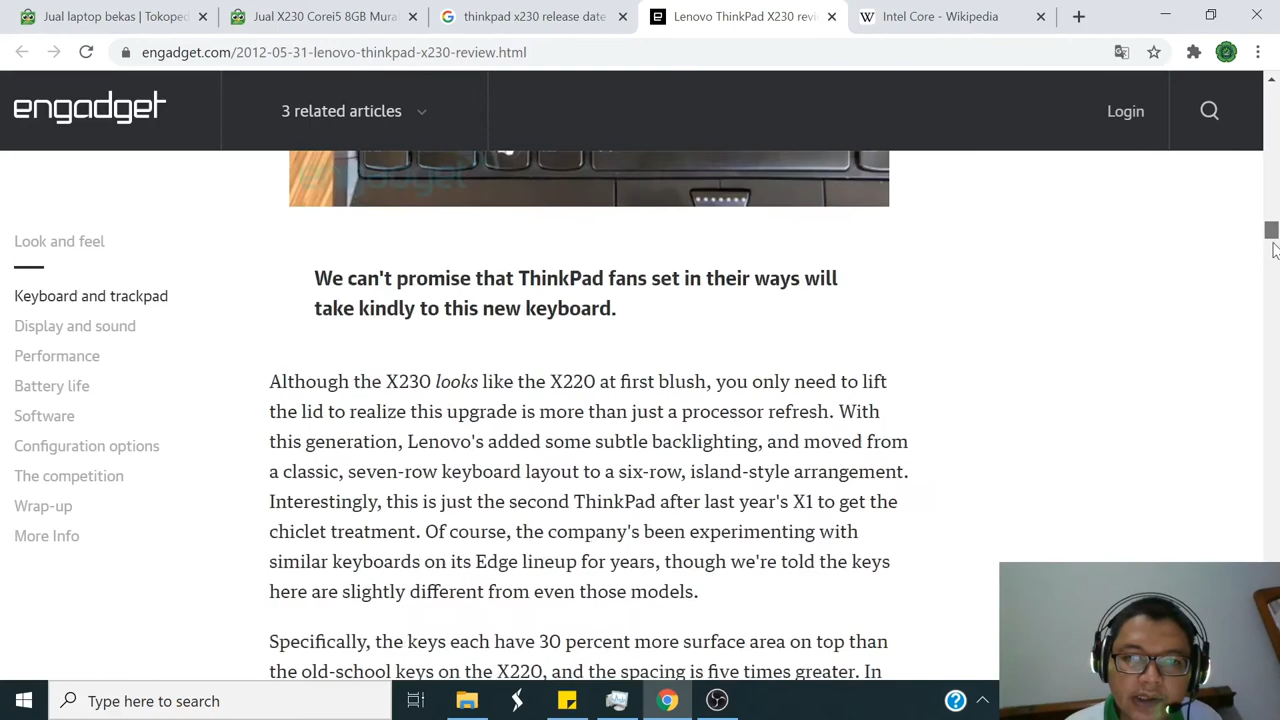 Jual laptop bekas | Tokoped
Jual X230 Corei5 8GB Mural
thinkpad x230 release date
Lenovo ThinkPad X230 revi
Intel Core - Wikipedia
engadget.com/2012-05-31-lenovo-thinkpad-x230-review.html
engadget
3 related articles
Login
engadget
Look and feel
Keyboard and trackpad
Display and sound
Performance
Battery life
Software
Configuration options
The competition
Wrap-up
More Info
We can't promise that ThinkPad fans set in their ways will
take kindly to this new keyboard.
Although the X230 looks like the X220 at first blush, you only need to lift
the lid to realize this upgrade is more than just a processor refresh. With
this generation, Lenovo's added some subtle backlighting, and moved from
a classic, seven-row keyboard layout to a six-row, island-style arrangement.
Interestingly, this is just the second ThinkPad after last year's X1 to get the
chiclet treatment. Of course, the company's been experimenting with
similar keyboards on its Edge lineup for years, though we're told the keys
here are slightly different from even those models.
Specifically, the keys each have 30 percent more surface area on top than
the old-school keys on the X220, and the spacing is five times greater. In
Type here to search